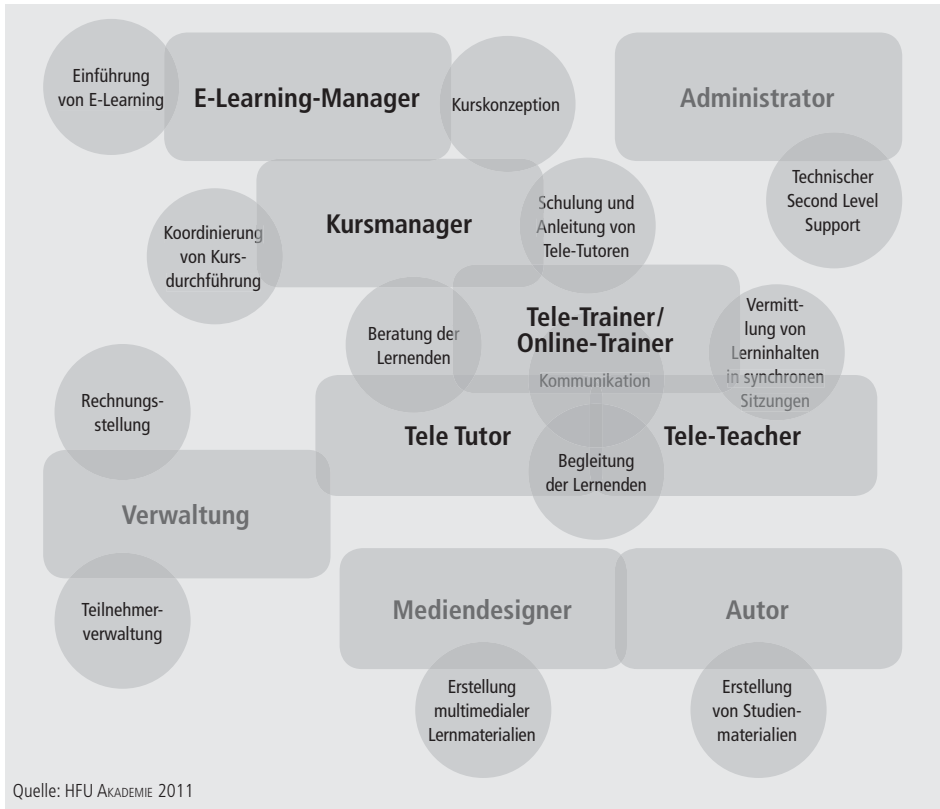 Einführung
von E-Learning
E-Learning-Manager
Kurskonzeption
Administrator
Technischer
Second Level
Support
Kursmanager
Koordinierung
von Kurs-
durchführung
Schulung und
Anleitung von
Tele-Tutoren
Tele-Trainer/
Online-Trainer
Beratung der
Lernenden
Kommunikation
Vermitt-
lung von
Lerninhalten
in synchronen
Sitzungen
Rechnungs-
stellung
Tele Tutor
Tele-Teacher
Begleitung
der Lernenden
Verwaltung
Teilnehmer-
verwaltung
Mediendesigner
Autor
Erstellung
multimedialer
Lernmaterialien
Erstellung
von Studien-
materialien
Quelle: HFU AKADEMIE 2011